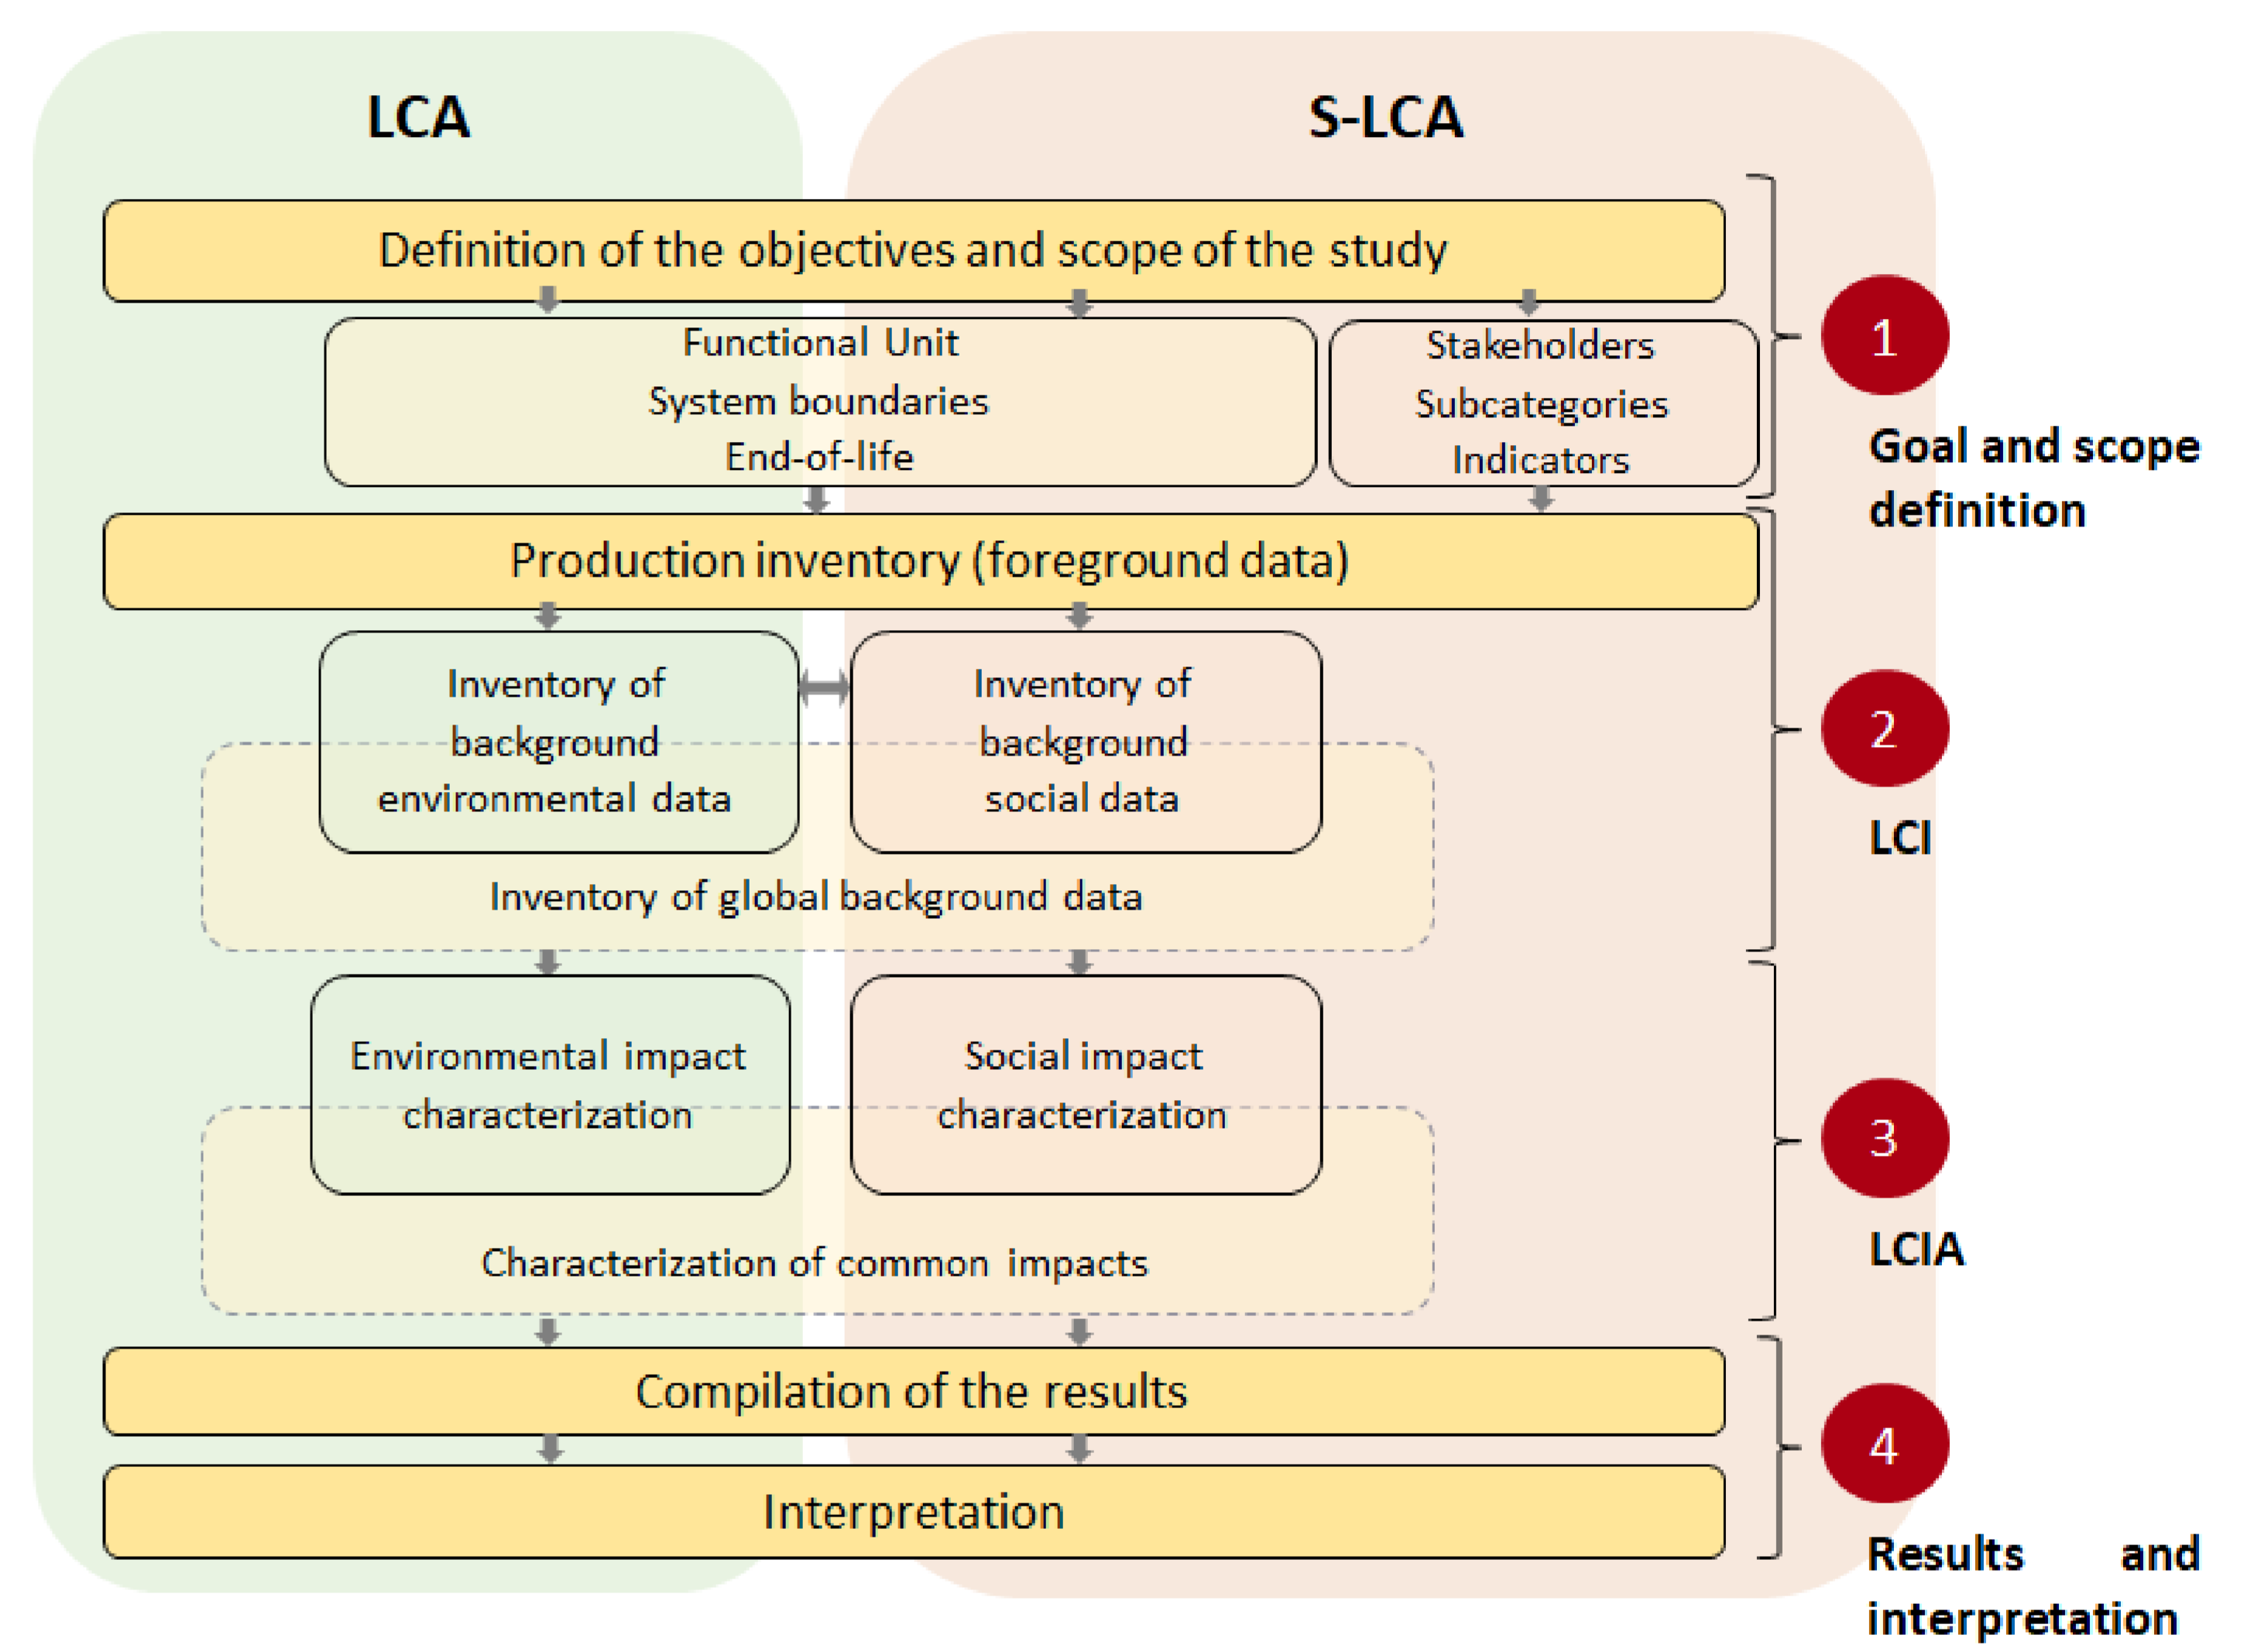 LCA
S-LCA
Definition of the objectives and scope of the study
Functional Unit
System boundaries
End-of-life
Stakeholders
Subcategories
Indicators
1
Goal and scope
definition
Production inventory (foreground data)
Inventory of
background
environmental data
Inventory of
background
social data
Inventory of global background data
2
LCI
Environmental impact
characterization
Social impact
characterization
Characterization of common impacts
3
LCIA
Compilation of the results
Interpretation
4
Results and
interpretation